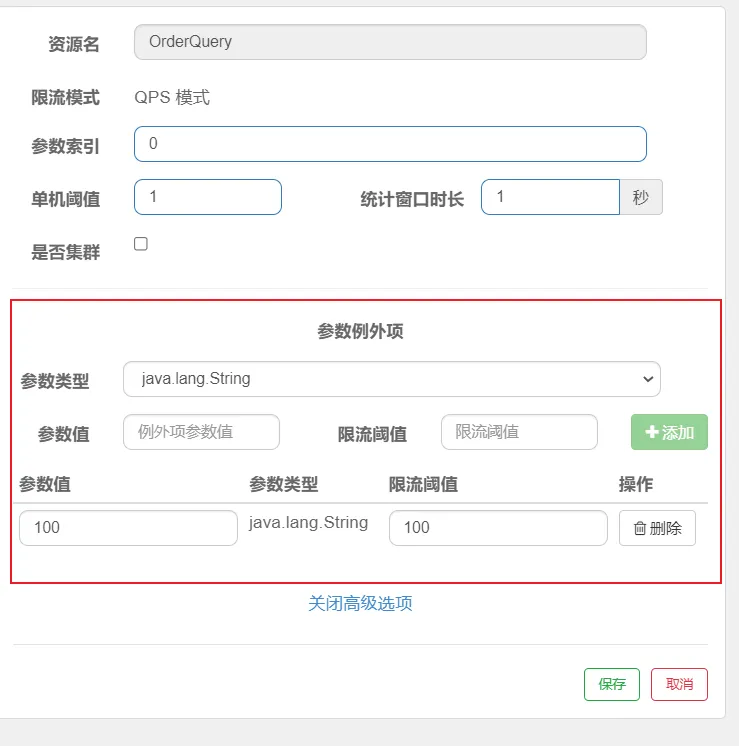 资源名 OrderQuery
限流模式 QPS 模式
参数索引 0
单机阈值 1 统计窗口时长 1 秒
是否集群
参数例外项
参数类型 java.lang.String
参数值 例外项参数值 限流阈值 限流阈值 添加
参数值 参数类型 限流阈值 操作
100 java.lang.String 100 删除
关闭高级选项
保存 取消